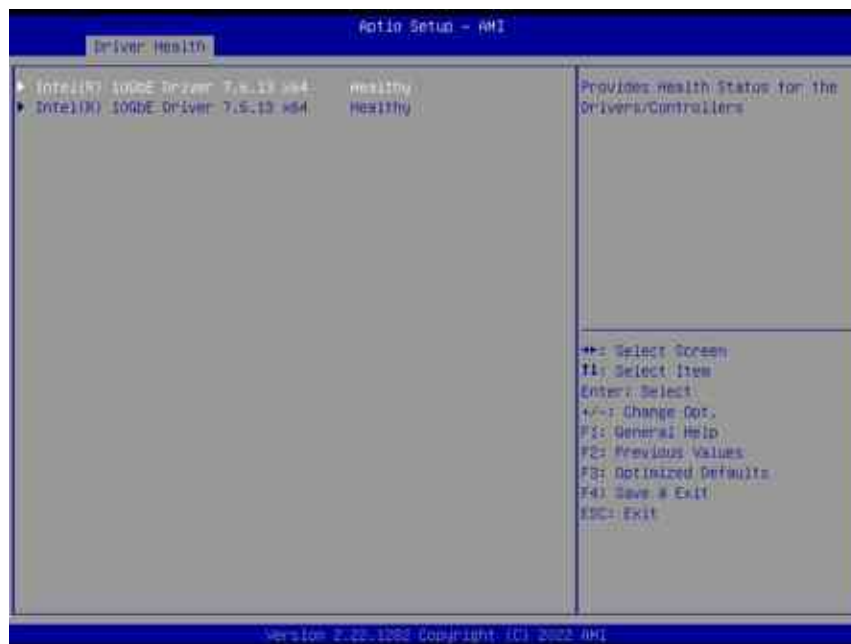 Aptio Setup - AMI
Driver Health
Intel(R) 10GbE Driver 7.6.13 x64 Healthy
Intel(R) 10GbE Driver 7.6.13 x64 Healthy
Provides Health Status for the
Drivers/Controllers
→←: Select Screen
↑↓: Select Item
Enter: Select
+/-: Change Opt.
F1: General Help
F2: Previous Values
F3: Optimized Defaults
F4: Save & Exit
ESC: Exit
Version 2.22.1282 Copyright (C) 2022 AMI